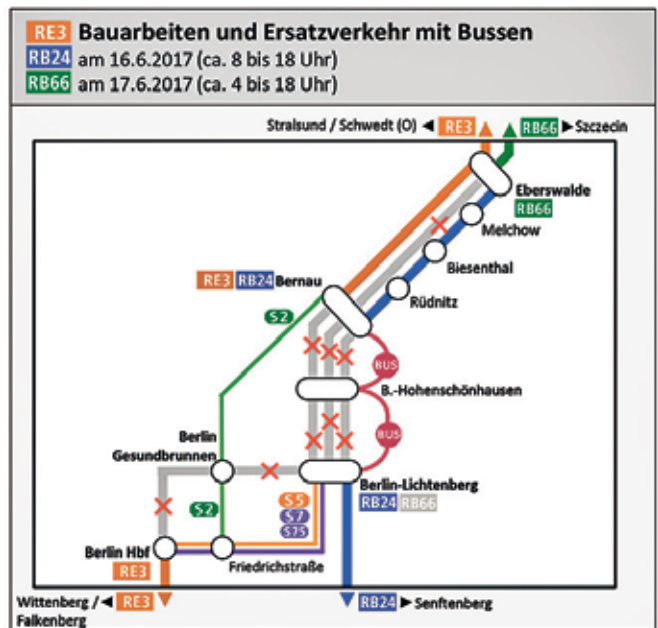 RE3 Bauarbeiten und Ersatzverkehr mit Bussen
RB24 am 16.6.2017 (ca. 8 bis 18 Uhr)
RB66 am 17.6.2017 (ca. 4 bis 18 Uhr)
Stralsund / Schwedt (O) ◄ RE3 RB66 ► Szczecin
Eberswalde
RB66
Melchow
Biesenthal
RE3 RB24 Bernau
Rüdnitz
S2
BUS
B.-Hohenschönhausen
BUS
Berlin
Gesundbrunnen
Berlin-Lichtenberg
RB24 RB66
S2
S5
S7
S75
Berlin Hbf
RE3
Friedrichstraße
Wittenberg / ◄ RE3
Falkenberg
RB24 ► Senftenberg